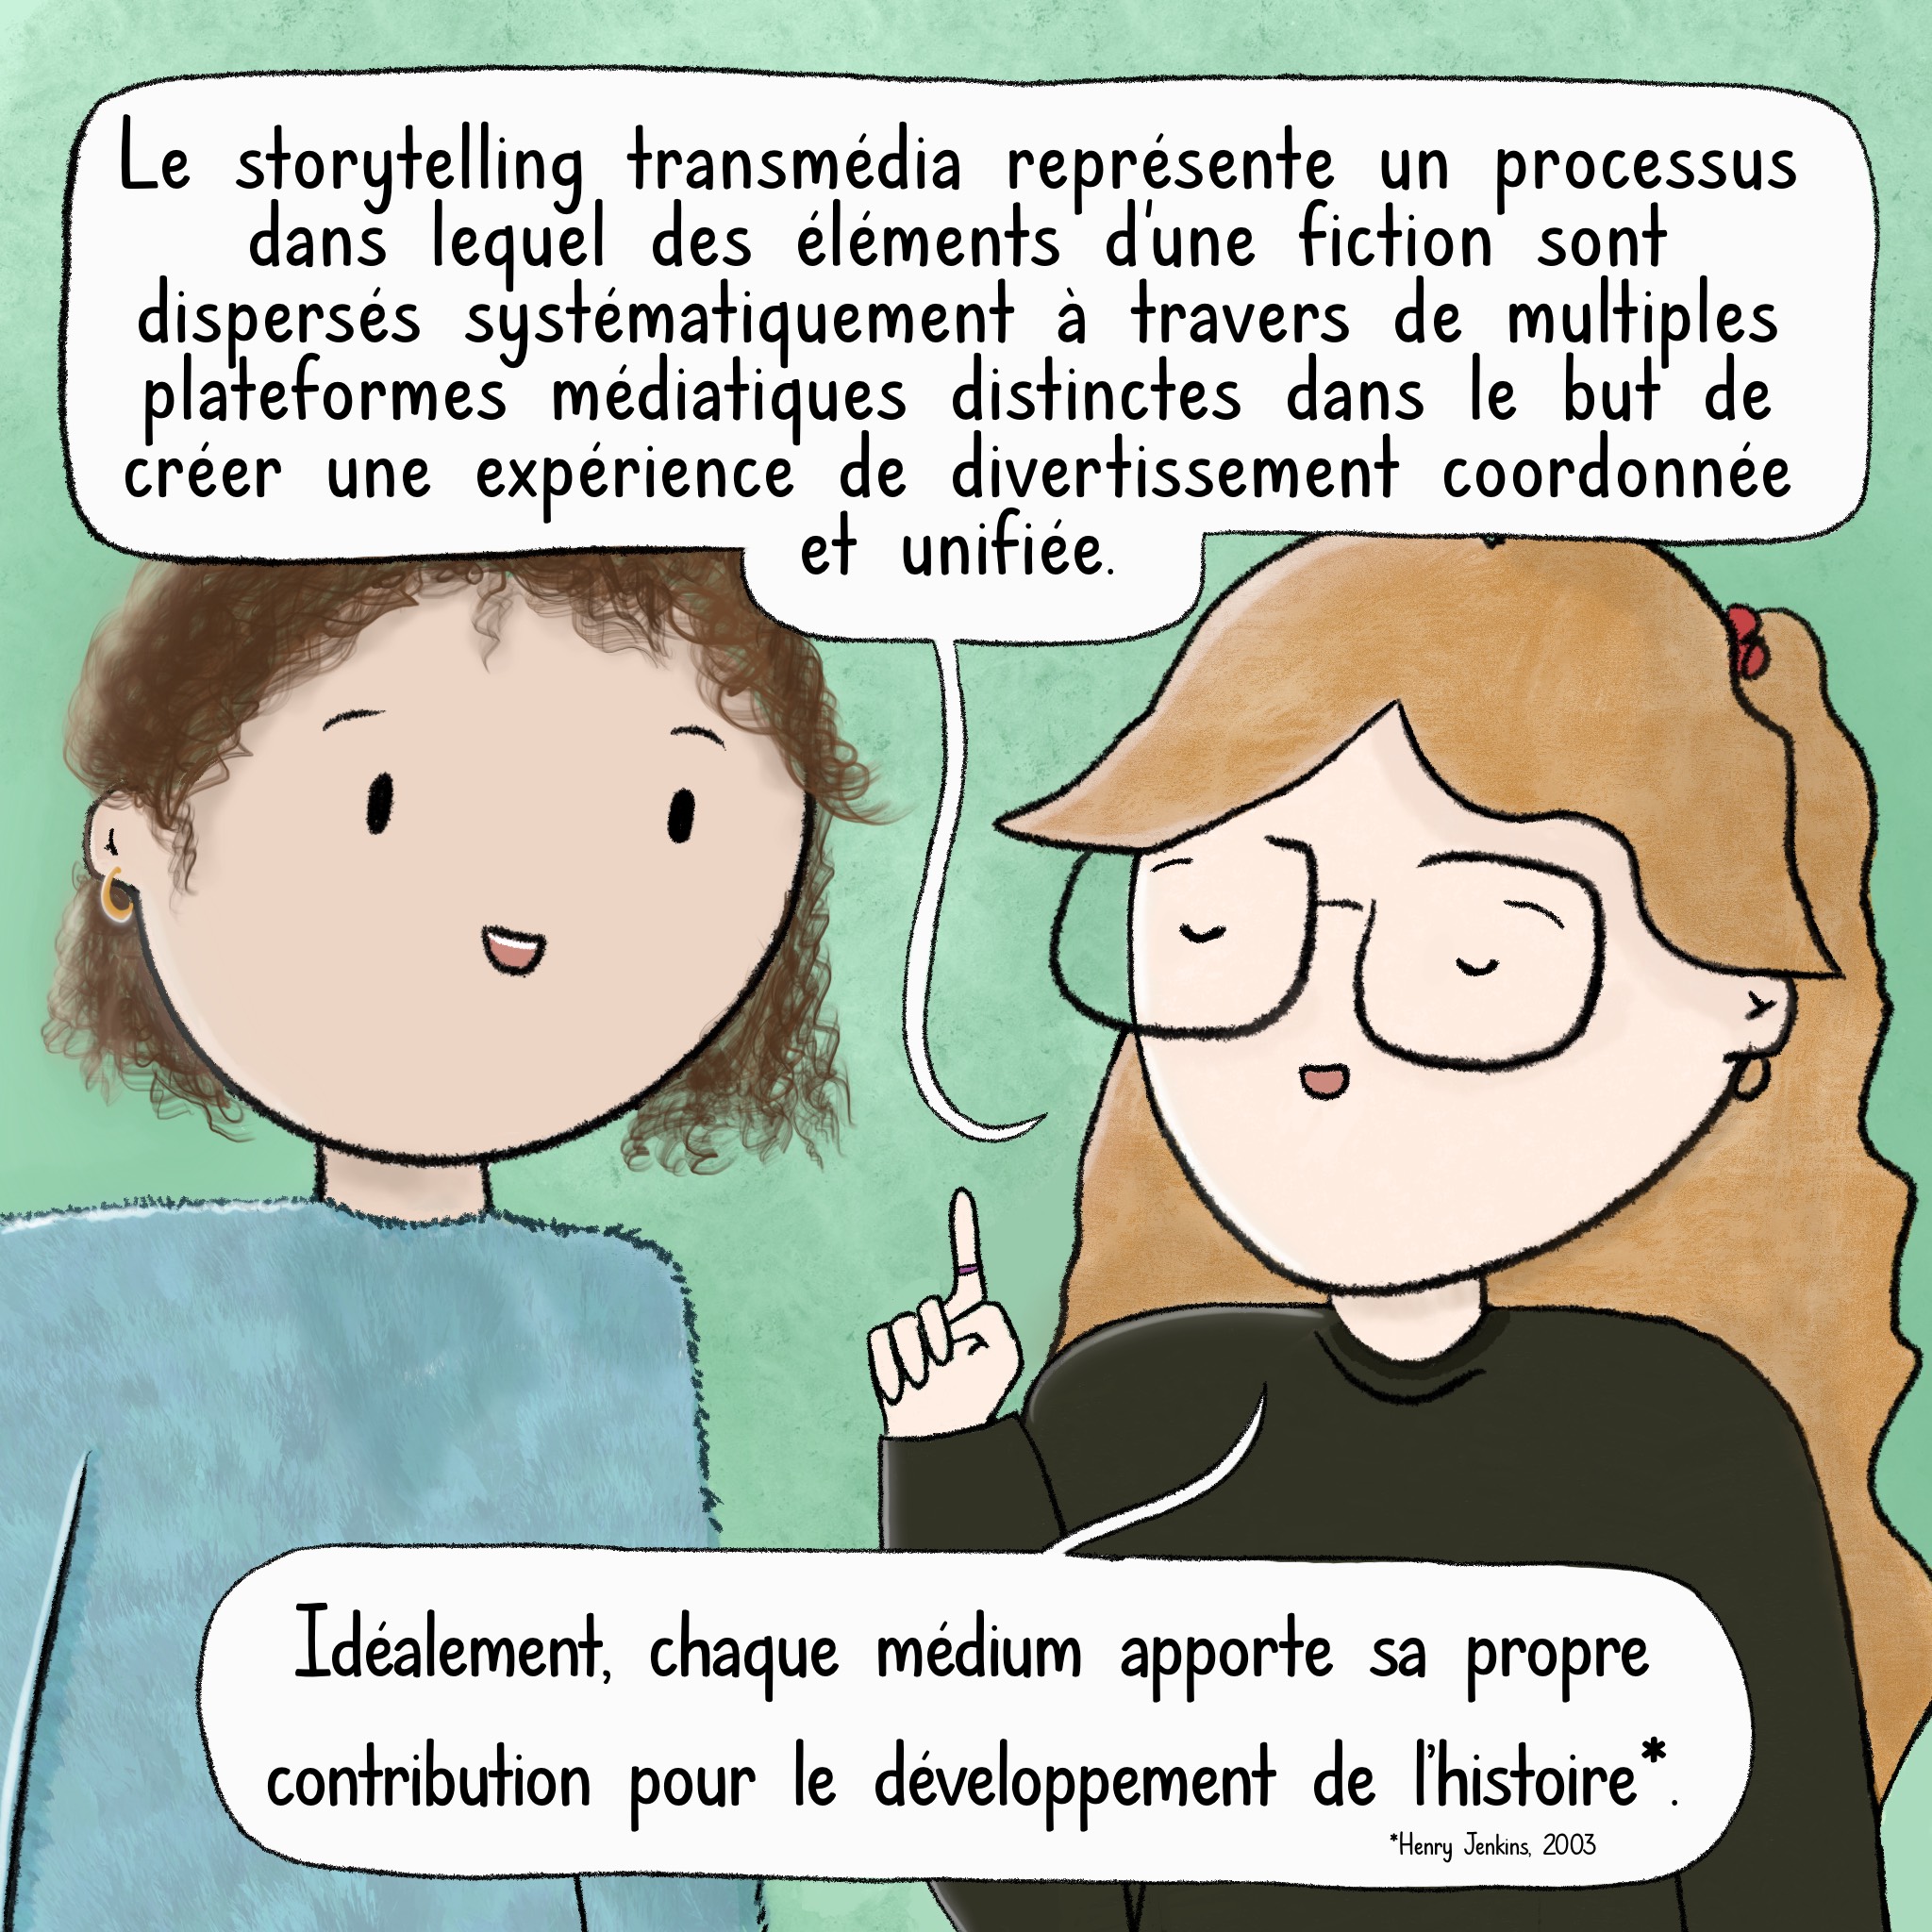 Le storytelling transmédia représente un processus
dans lequel des éléments d'une fiction sont
dispersés systématiquement à travers de multiples
plateformes médiatiques distinctes dans le but de
créer une expérience de divertissement coordonnée
et unifiée.
Idéalement, chaque médium apporte sa propre
contribution pour le développement de l'histoire*.
*Henry Jenkins, 2003